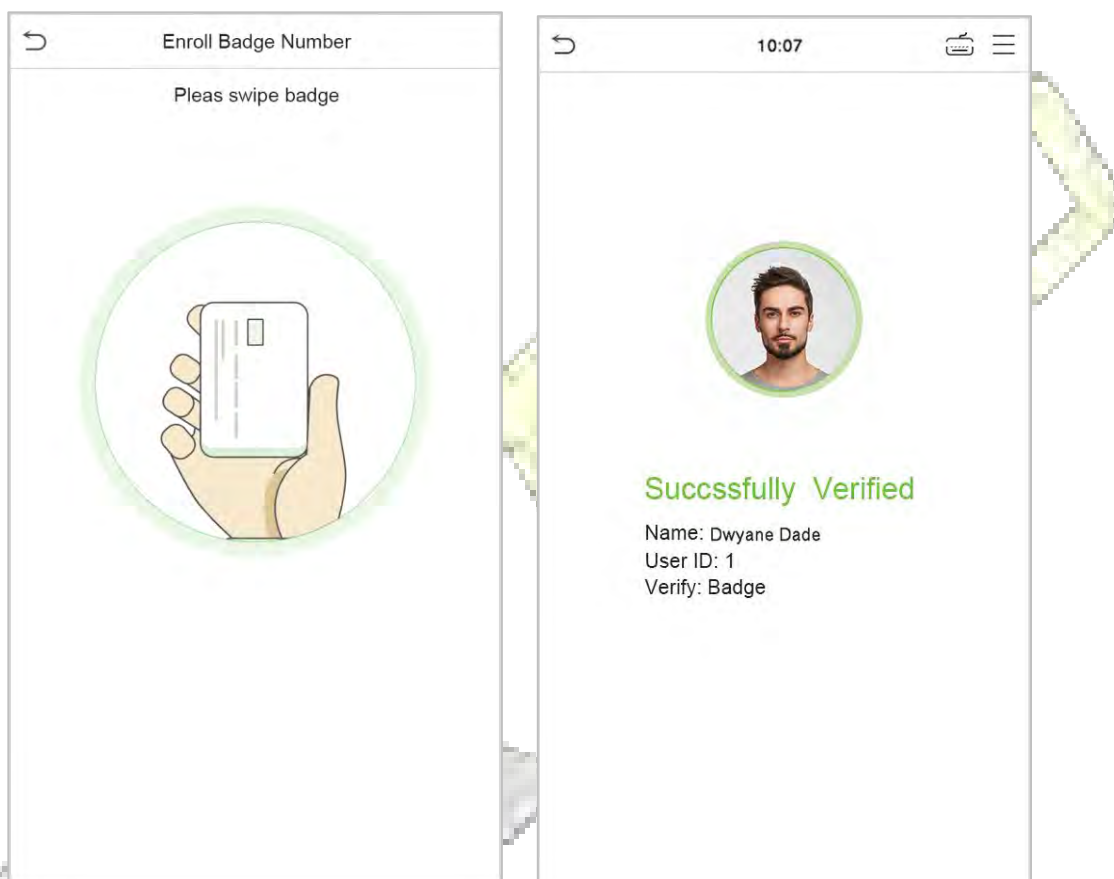 Enroll Badge Number
Pleas swipe badge
10:07
Succssfully Verified
Name: Dwyane Dade
User ID: 1
Verify: Badge